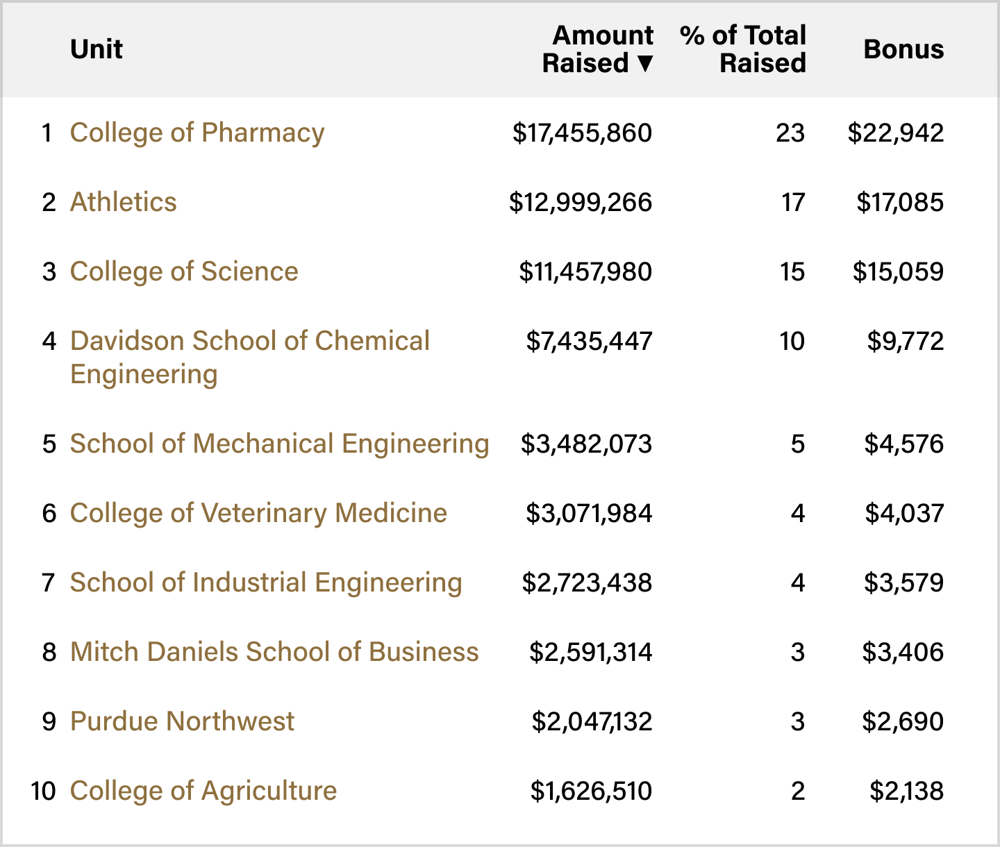 Unit Amount Raised ▼ % of Total Raised Bonus
1 College of Pharmacy $17,455,860 23 $22,942
2 Athletics $12,999,266 17 $17,085
3 College of Science $11,457,980 15 $15,059
4 Davidson School of Chemical $7,435,447 10 $9,772
Engineering
5 School of Mechanical Engineering $3,482,073 5 $4,576
6 College of Veterinary Medicine $3,071,984 4 $4,037
7 School of Industrial Engineering $2,723,438 4 $3,579
8 Mitch Daniels School of Business $2,591,314 3 $3,406
9 Purdue Northwest $2,047,132 3 $2,690
10 College of Agriculture $1,626,510 2 $2,138